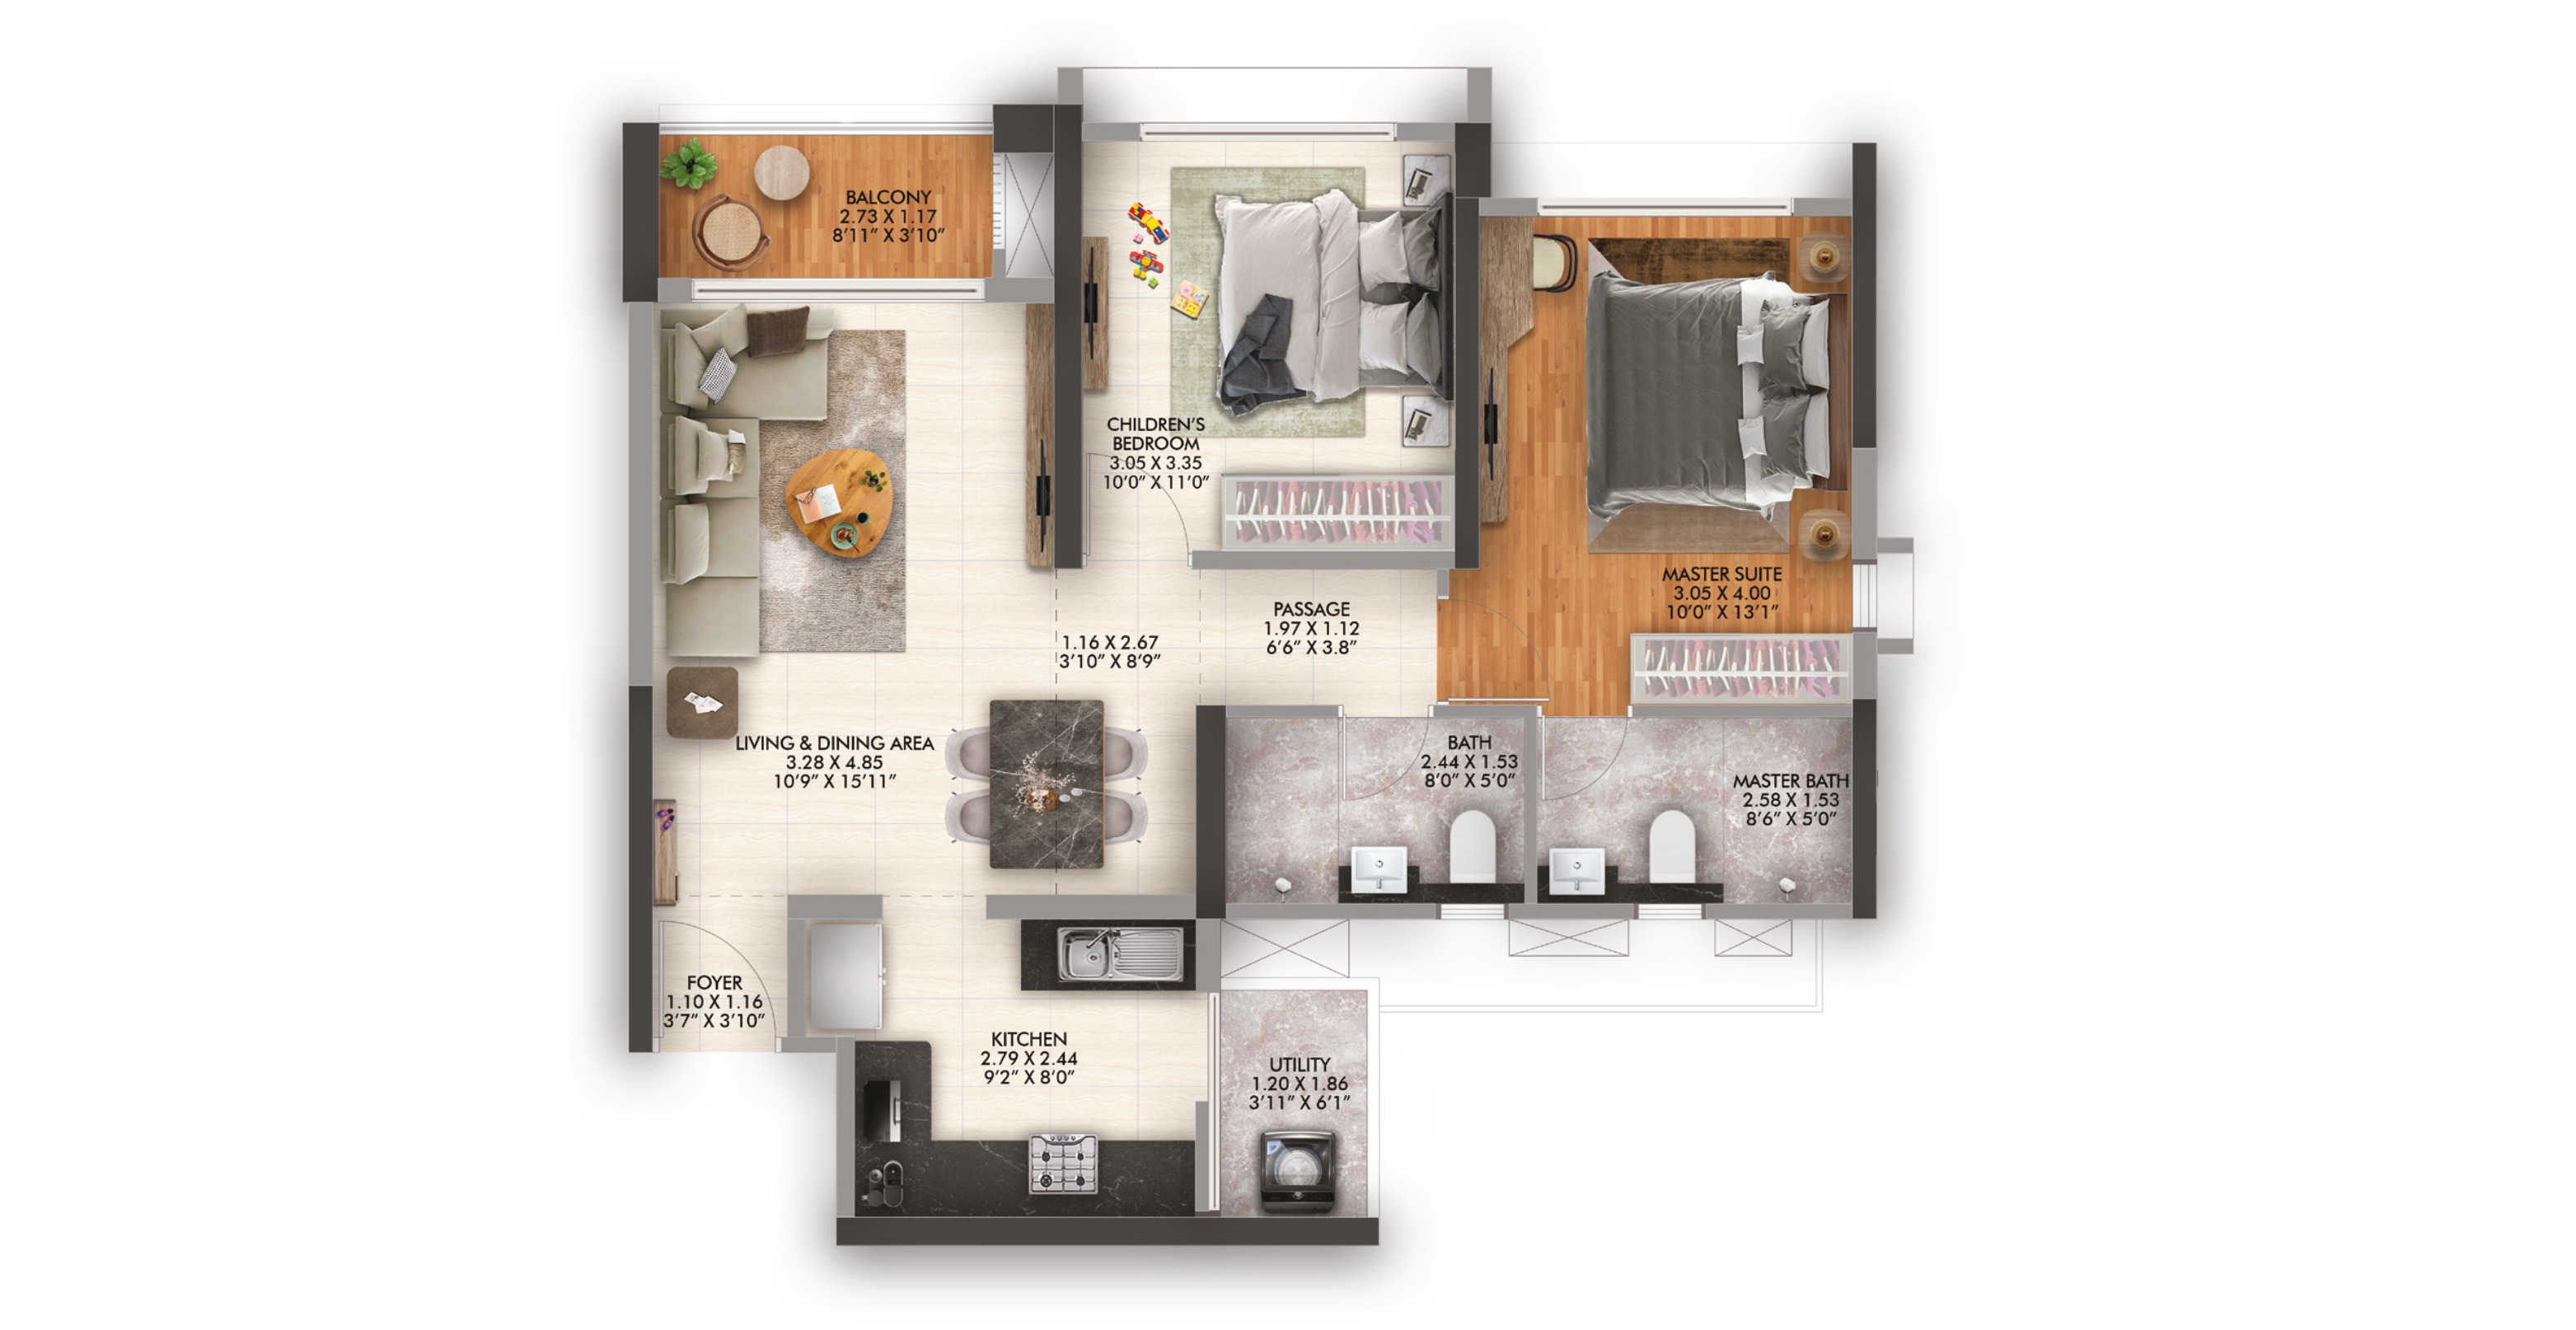 BALCONY
2.73 X 1.17
8'11" X 3'10"
CHILDREN'S
BEDROOM
3.05 X 3.35
10'0" X 11'0"
MASTER SUITE
3.05 X 4.00
10'0" X 13'1"
PASSAGE
1.97 X 1.12
6'6" X 3.8"
1.16 X 2.67
3'10" X 8'9"
LIVING & DINING AREA
3.28 X 4.85
10'9" X 15'11"
BATH
2.44 X 1.53
8'0" X 5'0"
MASTER BATH
2.58 X 1.53
8'6" X 5'0"
FOYER
1.10 X 1.16
3'7" X 3'10"
KITCHEN
2.79 X 2.44
9'2" X 8'0"
UTILITY
1.20 X 1.86
3'11" X 6'1"